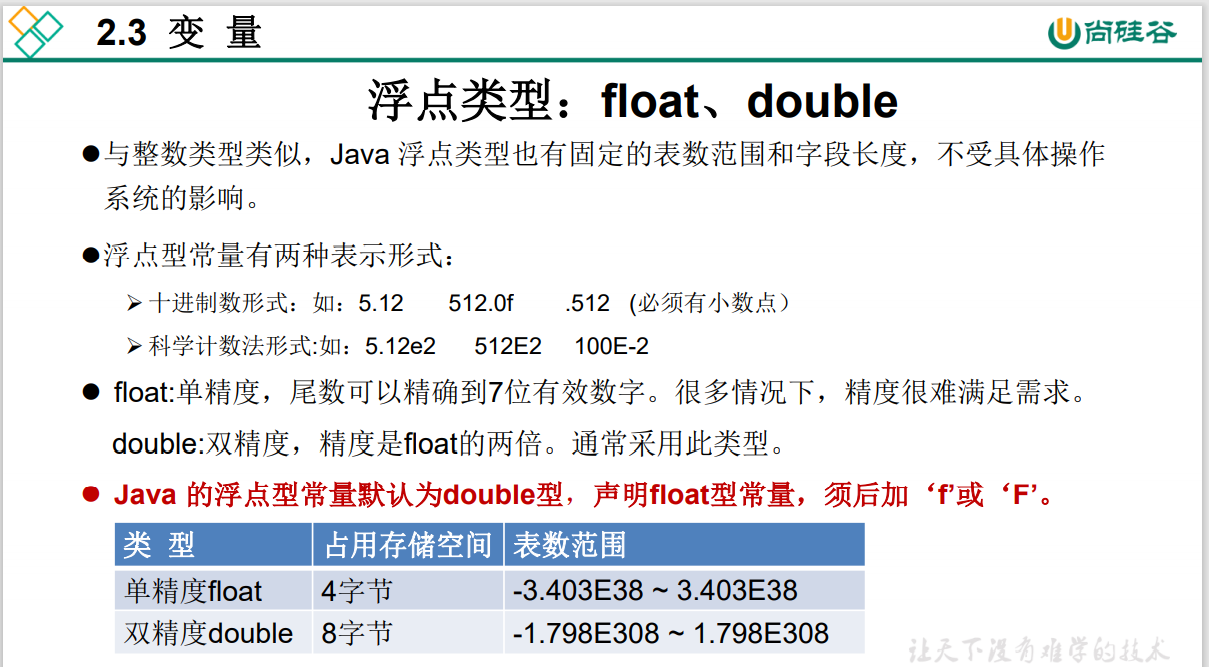 2.3 变 量
尚硅谷
浮点类型：float、double
●与整数类型类似，Java 浮点类型也有固定的表数范围和字段长度，不受具体操作
系统的影响。
●浮点型常量有两种表示形式：
➢十进制数形式：如：5.12 512.0f .512 (必须有小数点）
➢科学计数法形式:如：5.12e2 512E2 100E-2
● float:单精度，尾数可以精确到7位有效数字。很多情况下，精度很难满足需求。
double:双精度，精度是float的两倍。通常采用此类型。
● Java 的浮点型常量默认为double型，声明float型常量，须后加‘f’或‘F’。
类 型 占用存储空间 表数范围
单精度float 4字节 -3.403E38 ~ 3.403E38
双精度double 8字节 -1.798E308 ~ 1.798E308
让天下没有难学的技术